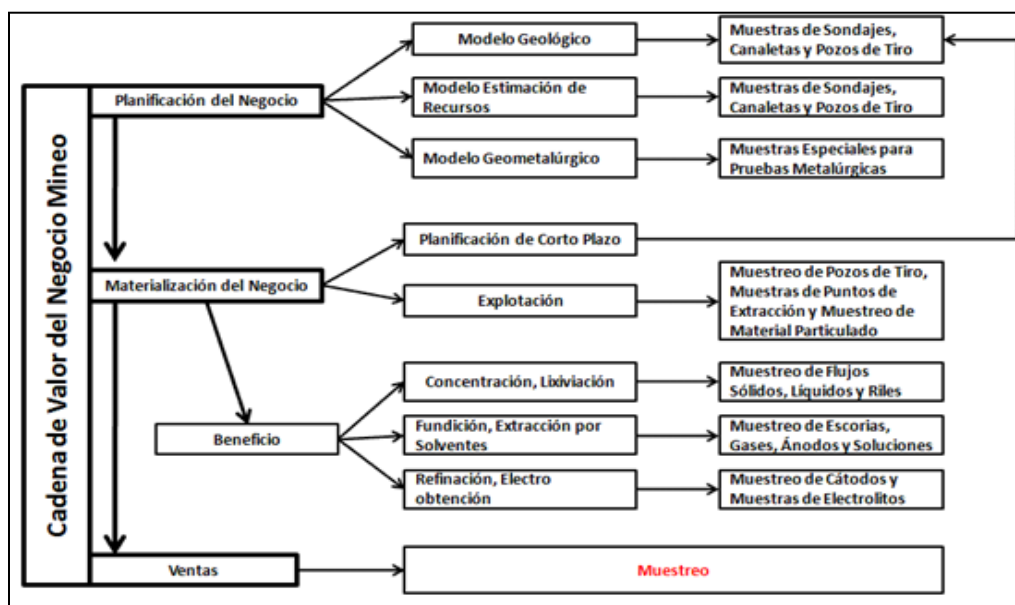 Cadena de Valor del Negocio Mineo
Planificación del Negocio
Modelo Geológico
Muestras de Sondajes,
Canaletas y Pozos de Tiro
Modelo Estimación de
Recursos
Muestras de Sondajes,
Canaletas y Pozos de Tiro
Modelo Geometalúrgico
Muestras Especiales para
Pruebas Metalúrgicas
Materialización del Negocio
Planificación de Corto Plazo
Explotación
Muestreo de Pozos de Tiro,
Muestras de Puntos de
Extracción y Muestreo de
Material Particulado
Beneficio
Concentración, Lixiviación
Muestreo de Flujos
Sólidos, Líquidos y Riles
Fundición, Extracción por
Solventes
Muestreo de Escorias,
Gases, Ánodos y Soluciones
Refinación, Electro
obtención
Muestreo de Cátodos y
Muestras de Electrolitos
Ventas
Muestreo